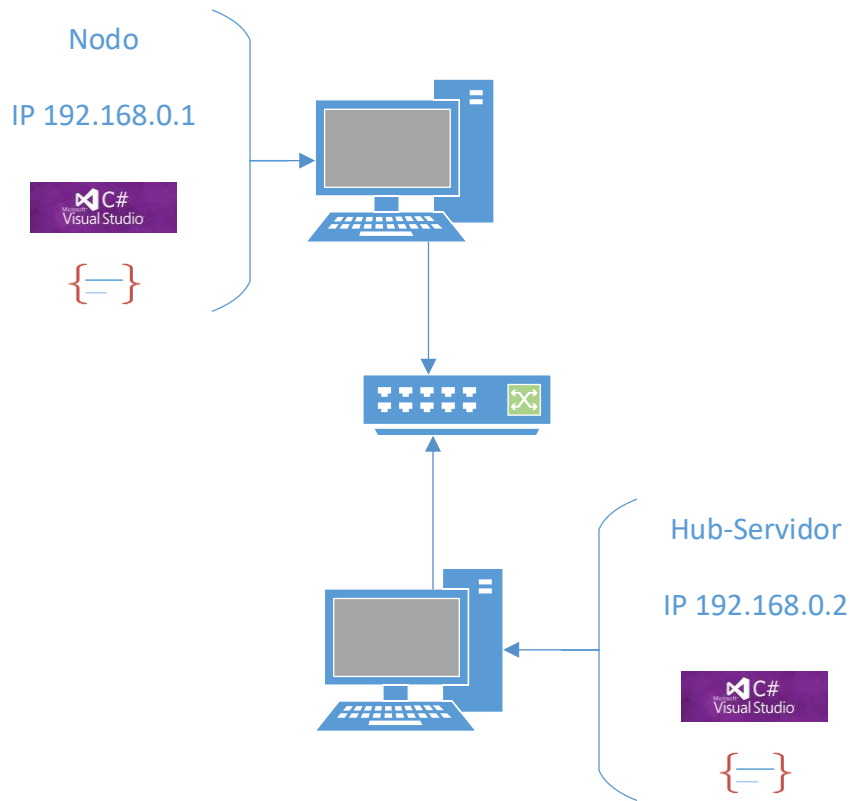 Nodo
IP 192.168.0.1
Microsoft
C#
Visual Studio
Hub-Servidor
IP 192.168.0.2
Microsoft
C#
Visual Studio